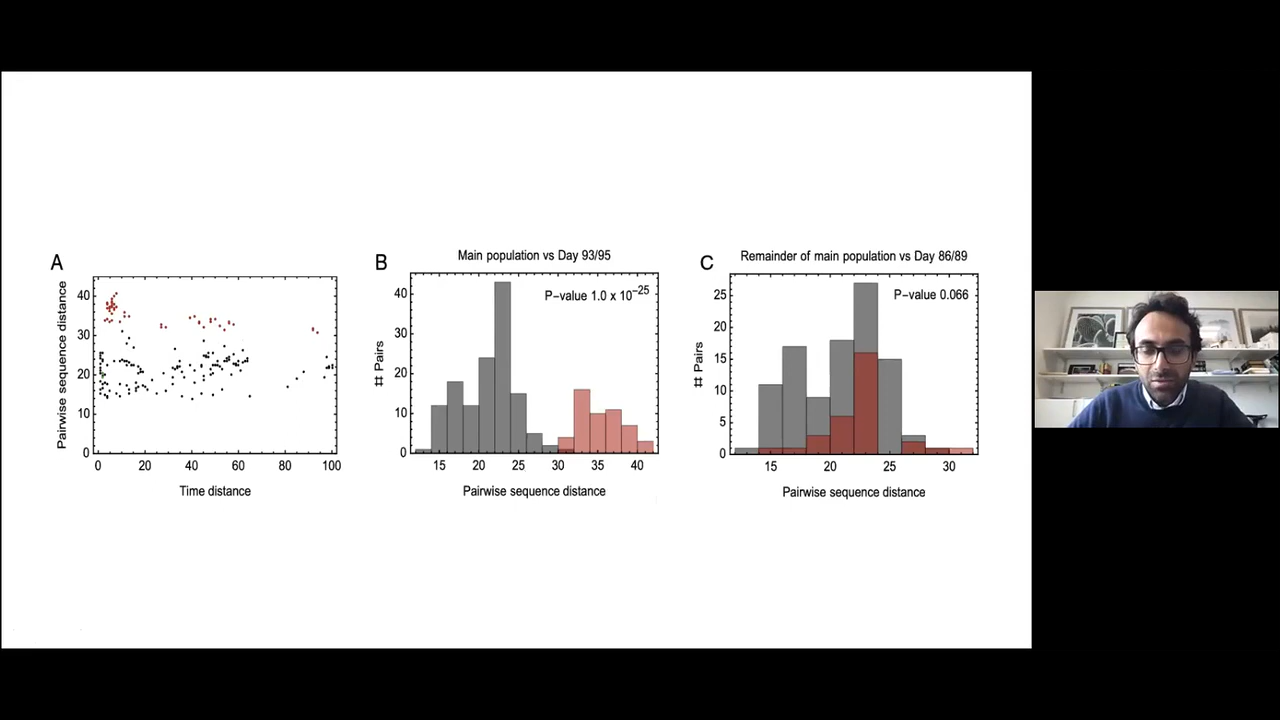 A
Pairwise sequence distance
40
30
20
10
0
0 20 40 60 80 100
Time distance
B
Main population vs Day 93/95
P-value 1.0 x 10⁻²⁵
# Pairs
40
30
20
10
0
15 20 25 30 35 40
Pairwise sequence distance
C
Remainder of main population vs Day 86/89
P-value 0.066
# Pairs
25
20
15
10
5
0
15 20 25 30
Pairwise sequence distance